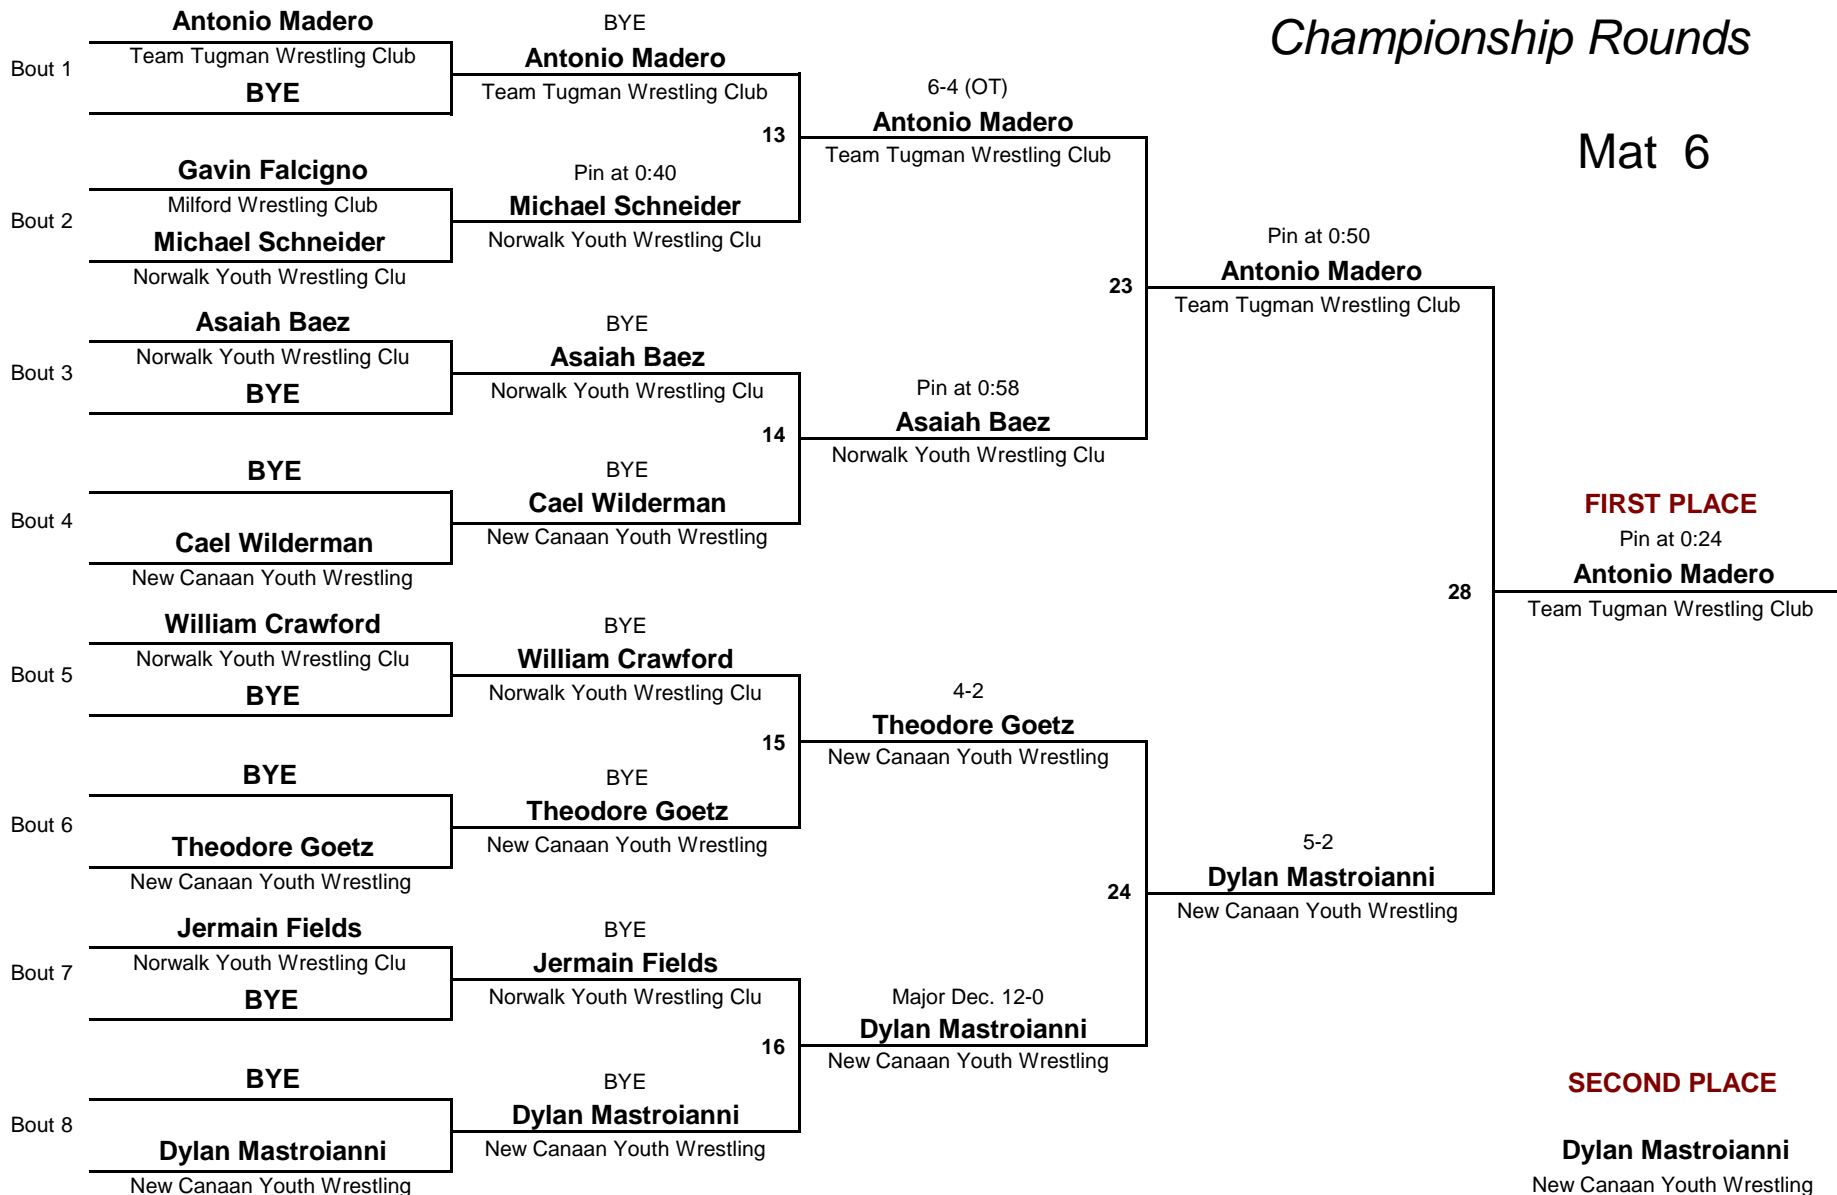 Championship Rounds
Mat 6
Bout 1
Antonio Madero
Team Tugman Wrestling Club
BYE
Bout 2
Gavin Falcigno
Milford Wrestling Club
Michael Schneider
Norwalk Youth Wrestling Clu
Bout 3
Asaiah Baez
Norwalk Youth Wrestling Clu
BYE
Bout 4
BYE
Cael Wilderman
New Canaan Youth Wrestling
Bout 5
William Crawford
Norwalk Youth Wrestling Clu
BYE
Bout 6
BYE
Theodore Goetz
New Canaan Youth Wrestling
Bout 7
Jermain Fields
Norwalk Youth Wrestling Clu
BYE
Bout 8
BYE
Dylan Mastroianni
New Canaan Youth Wrestling
BYE
Antonio Madero
Team Tugman Wrestling Club
13
Pin at 0:40
Michael Schneider
Norwalk Youth Wrestling Clu
BYE
Asaiah Baez
Norwalk Youth Wrestling Clu
14
BYE
Cael Wilderman
New Canaan Youth Wrestling
BYE
William Crawford
Norwalk Youth Wrestling Clu
15
BYE
Theodore Goetz
New Canaan Youth Wrestling
BYE
Jermain Fields
Norwalk Youth Wrestling Clu
16
BYE
Dylan Mastroianni
New Canaan Youth Wrestling
6-4 (OT)
Antonio Madero
Team Tugman Wrestling Club
23
Pin at 0:58
Asaiah Baez
Norwalk Youth Wrestling Clu
4-2
Theodore Goetz
New Canaan Youth Wrestling
24
Major Dec. 12-0
Dylan Mastroianni
New Canaan Youth Wrestling
Pin at 0:50
Antonio Madero
Team Tugman Wrestling Club
28
5-2
Dylan Mastroianni
New Canaan Youth Wrestling
FIRST PLACE
Pin at 0:24
Antonio Madero
Team Tugman Wrestling Club
SECOND PLACE
Dylan Mastroianni
New Canaan Youth Wrestling